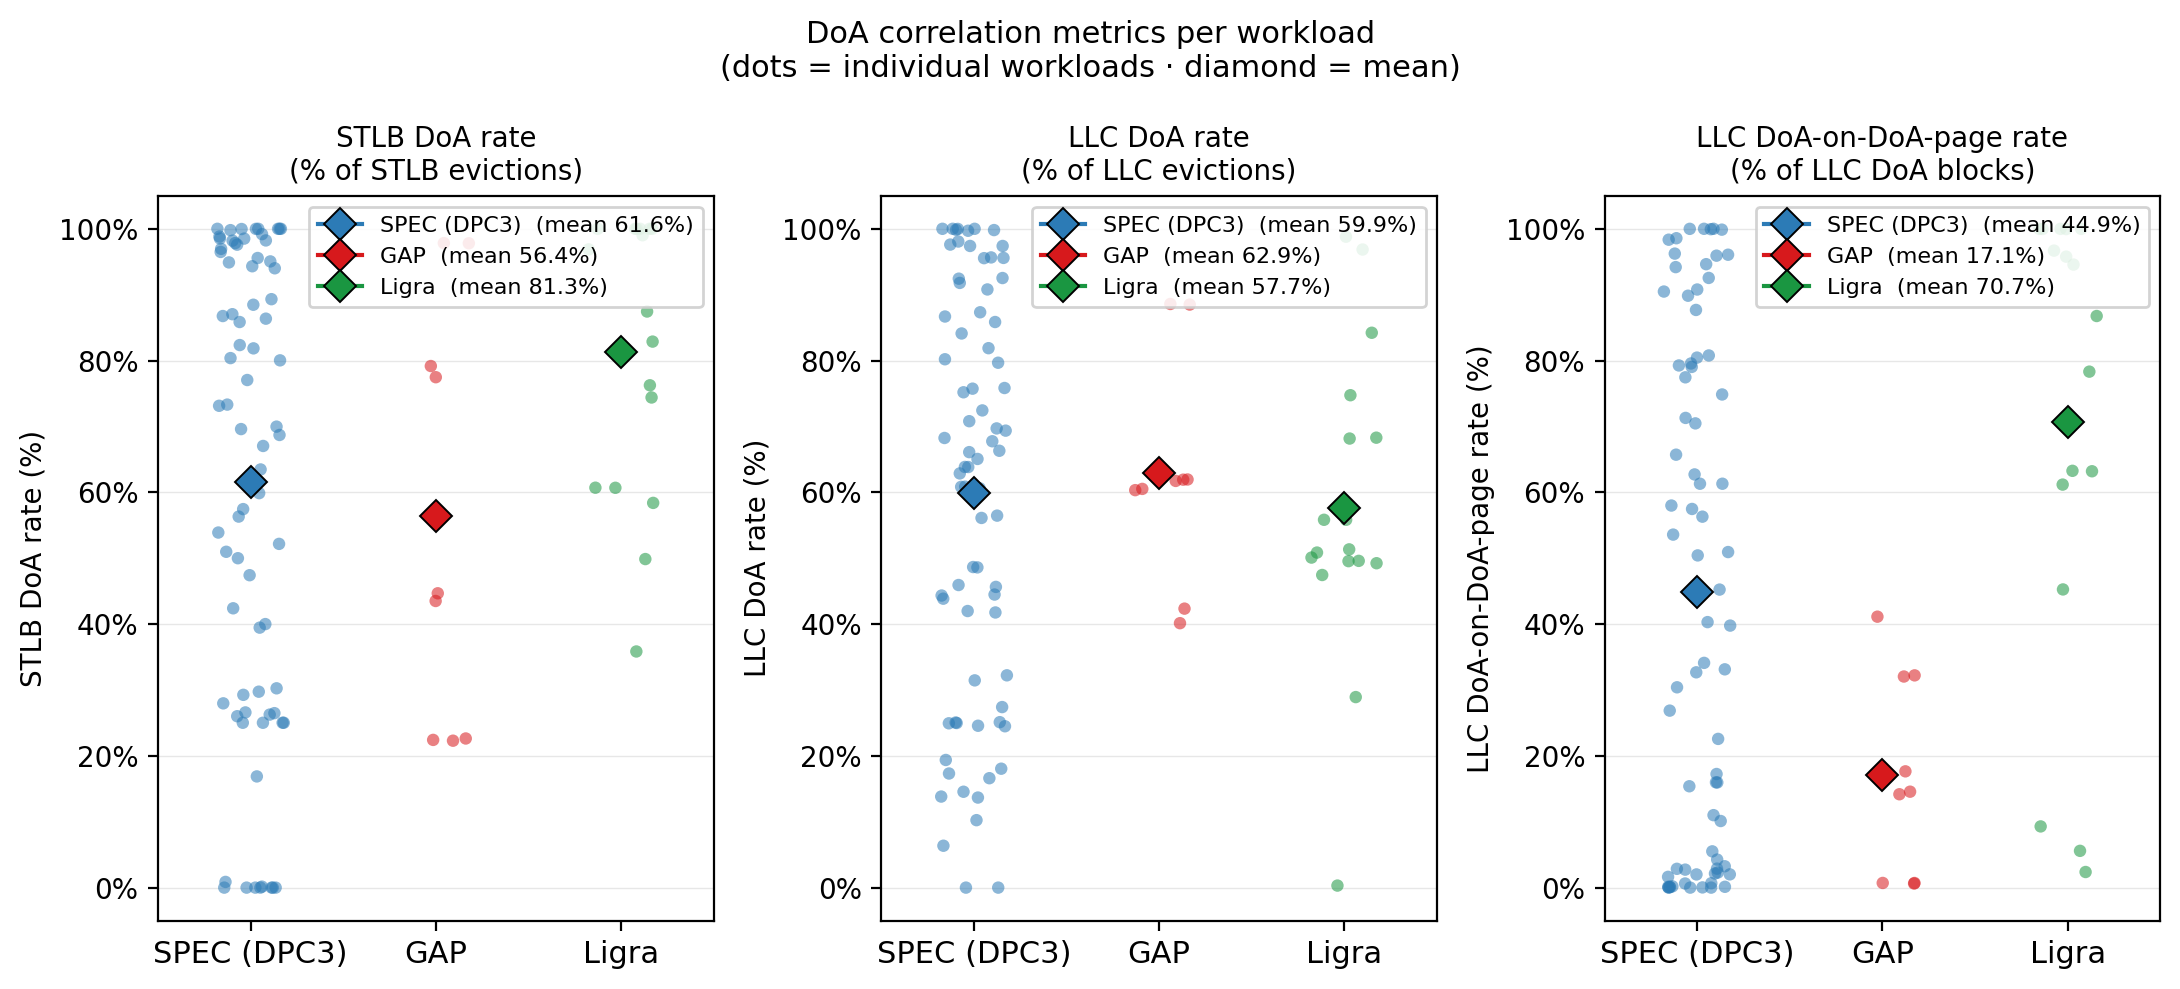 DoA correlation metrics per workload
(dots = individual workloads · diamond = mean)
STLB DoA rate
(% of STLB evictions)
STLB DoA rate (%)
100%
80%
60%
40%
20%
0%
SPEC (DPC3)  (mean 61.6%)
GAP  (mean 56.4%)
Ligra  (mean 81.3%)
SPEC (DPC3)
GAP
Ligra
LLC DoA rate
(% of LLC evictions)
LLC DoA rate (%)
100%
80%
60%
40%
20%
0%
SPEC (DPC3)  (mean 59.9%)
GAP  (mean 62.9%)
Ligra  (mean 57.7%)
SPEC (DPC3)
GAP
Ligra
LLC DoA-on-DoA-page rate
(% of LLC DoA blocks)
LLC DoA-on-DoA-page rate (%)
100%
80%
60%
40%
20%
0%
SPEC (DPC3)  (mean 44.9%)
GAP  (mean 17.1%)
Ligra  (mean 70.7%)
SPEC (DPC3)
GAP
Ligra